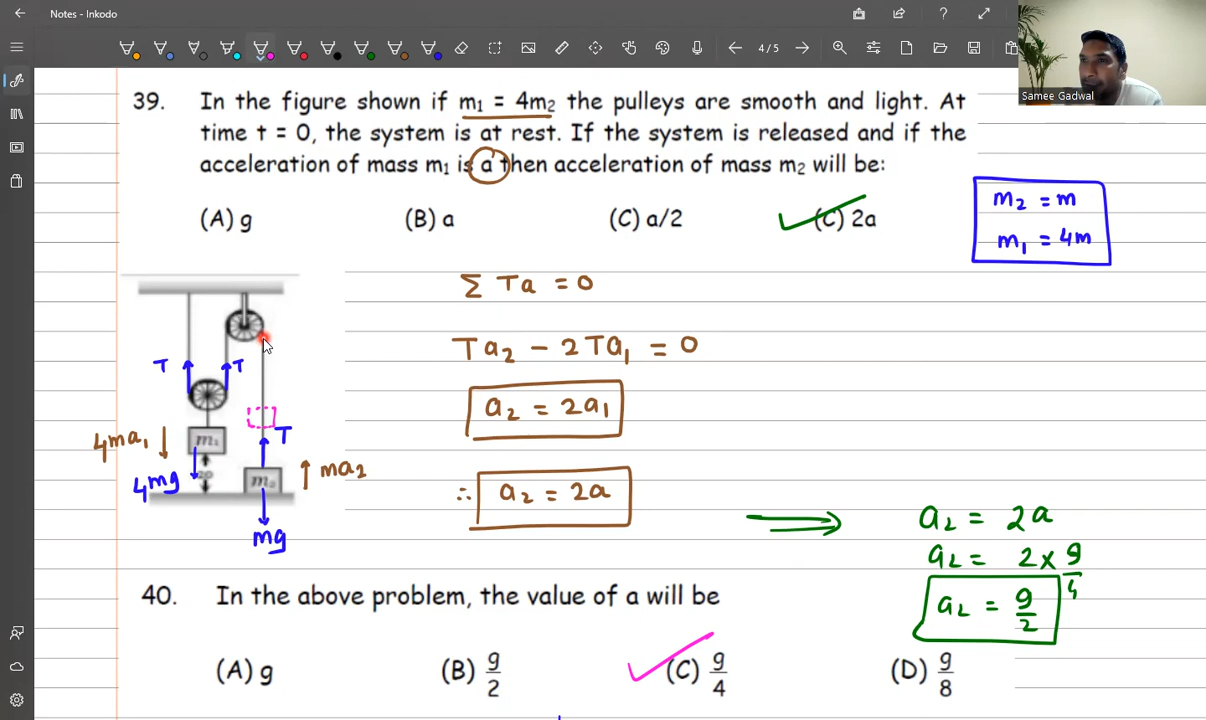 Notes - Inkodo
4 / 5
Samee Gadwal
39. In the figure shown if m₁ = 4m₂ the pulleys are smooth and light. At
time t = 0, the system is at rest. If the system is released and if the
acceleration of mass m₁ is a then acceleration of mass m₂ will be:
(A) g (B) a (C) a/2 (C) 2a
m₂ = m
m₁ = 4m
Σ Ta = 0
T a₂ - 2T a₁ = 0
a₂ = 2a₁
∴ a₂ = 2a
T T
T
m₁
4ma₁
4mg
20
m₂
ma₂
mg
a₂ = 2a
a₂ = 2 × g/4
a₂ = g/2
40. In the above problem, the value of a will be
(A) g (B) g/2 (C) g/4 (D) g/8